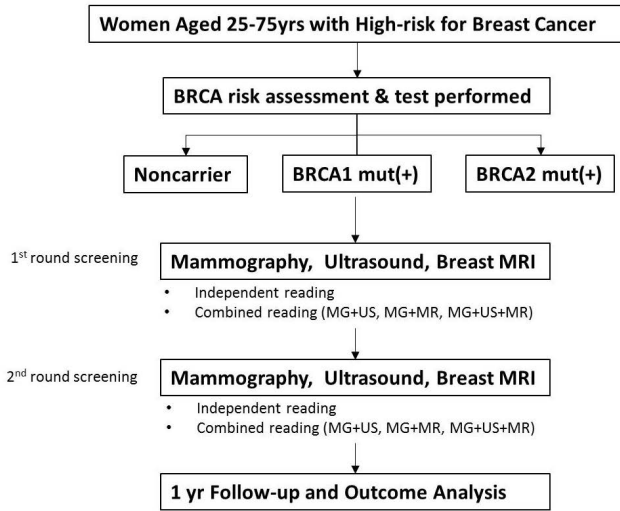 Women Aged 25-75yrs with High-risk for Breast Cancer
BRCA risk assessment & test performed
Noncarrier
BRCA1 mut(+)
BRCA2 mut(+)
1st round screening
Mammography, Ultrasound, Breast MRI
• Independent reading
• Combined reading (MG+US, MG+MR, MG+US+MR)
2nd round screening
Mammography, Ultrasound, Breast MRI
• Independent reading
• Combined reading (MG+US, MG+MR, MG+US+MR)
1 yr Follow-up and Outcome Analysis